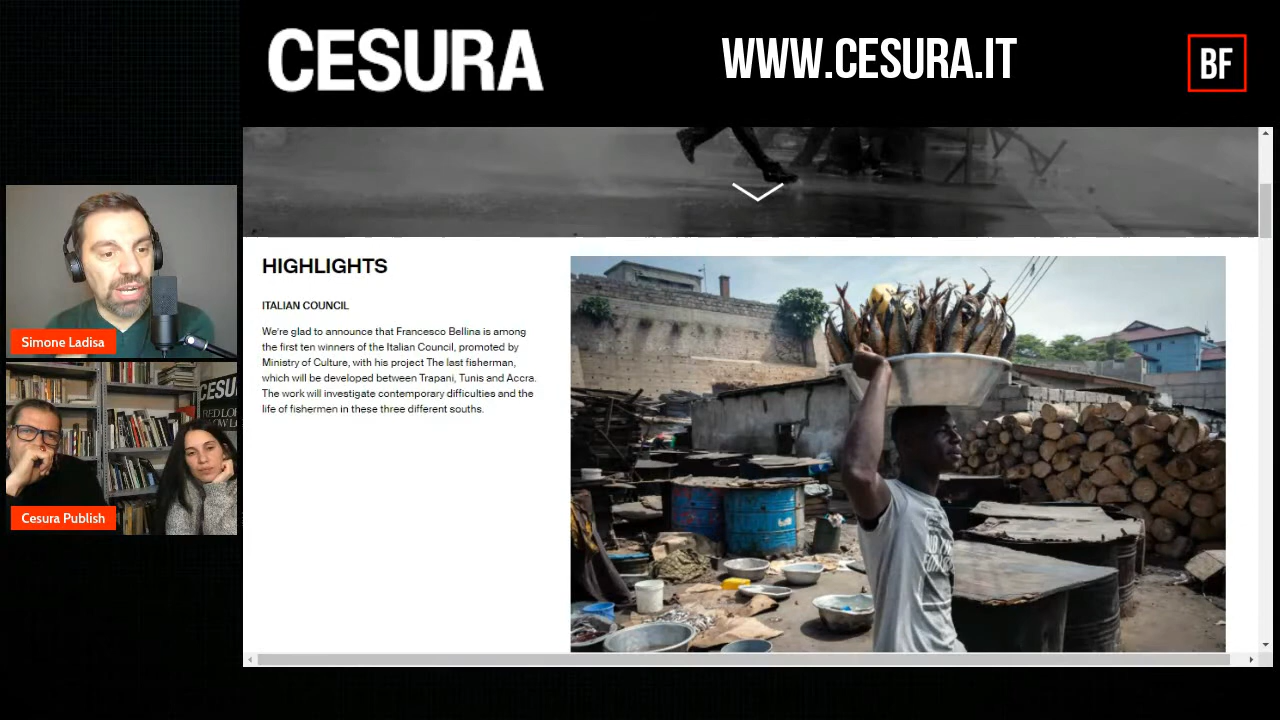 CESURA
WWW.CESURA.IT
BF
Simone Ladisa
CESU
RED LO
Cesura Publish
HIGHLIGHTS
ITALIAN COUNCIL
We're glad to announce that Francesco Bellina is among
the first ten winners of the Italian Council, promoted by
Ministry of Culture, with his project The last fisherman,
which will be developed between Trapani, Tunis and Accra.
The work will investigate contemporary difficulties and the
life of fishermen in these three different souths.